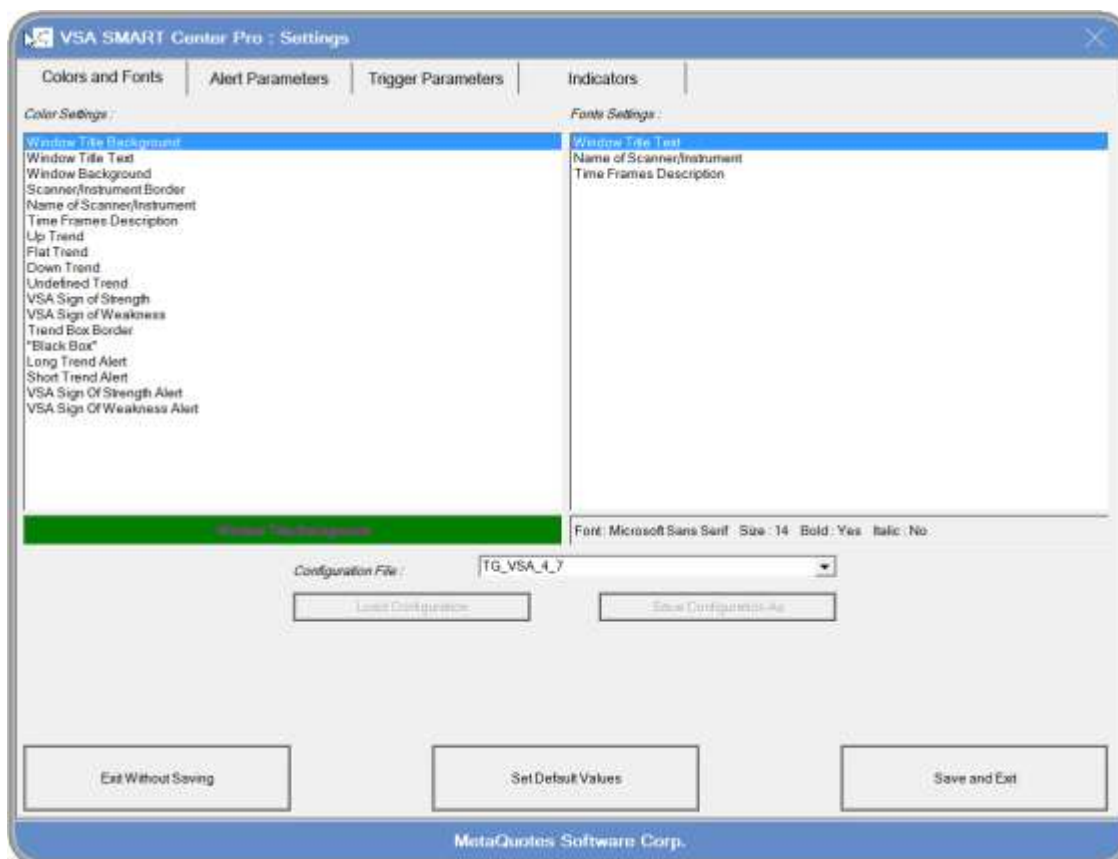 VSA SMART Center Pro : Settings
Colors and Fonts
Alert Parameters
Trigger Parameters
Indicators
Color Settings :
Window Title Background
Window Title Text
Window Background
Scanner/Instrument Border
Name of Scanner/Instrument
Time Frames Description
Up Trend
Flat Trend
Down Trend
Undefined Trend
VSA Sign of Strength
VSA Sign of Weakness
Trend Box Border
"Black Box"
Long Trend Alert
Short Trend Alert
VSA Sign Of Strength Alert
VSA Sign Of Weakness Alert
Window Title Background
Fonts Settings :
Window Title Text
Name of Scanner/Instrument
Time Frames Description
Font: Microsoft Sans Serif Size : 14 Bold : Yes Italic : No
Configuration File :
TG_VSA_4_7
Load Configuration
Save Configuration As
Exit Without Saving
Set Default Values
Save and Exit
MetaQuotes Software Corp.